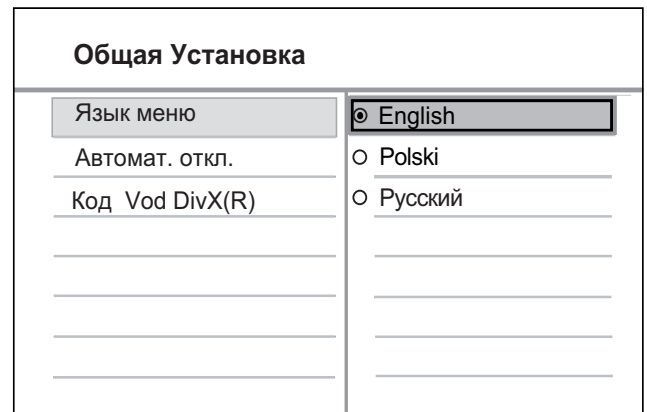 Общая Установка
Язык меню
Автомат. откл.
Код Vod DivX(R)
English
Polski
Русский